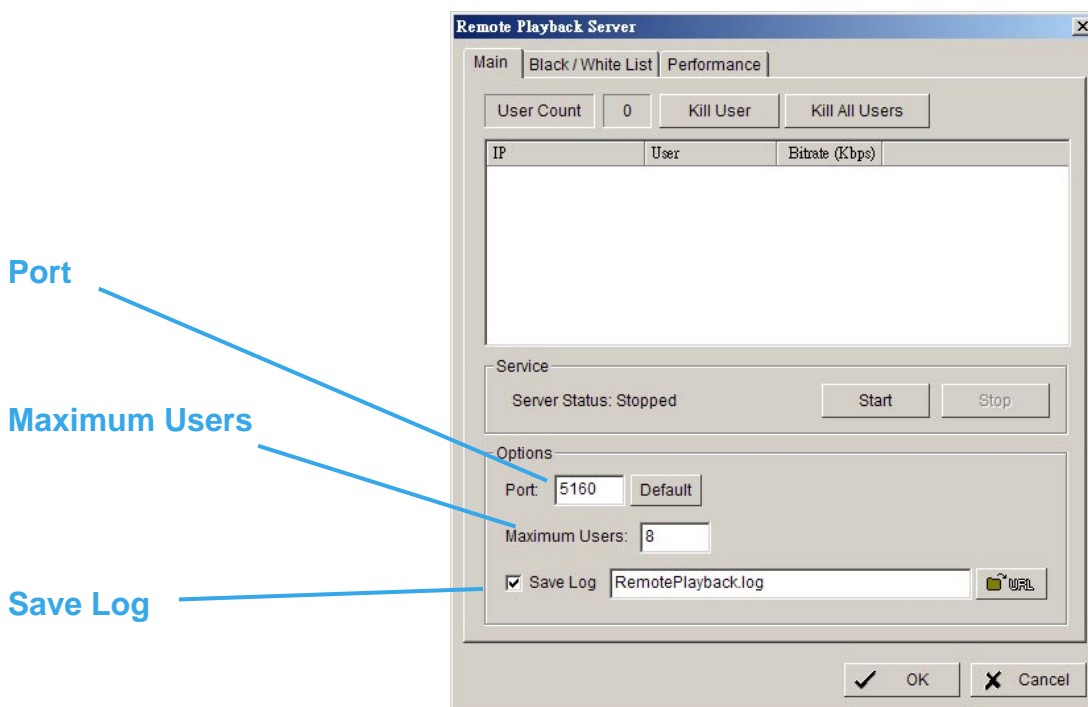 Remote Playback Server
Main Black / White List Performance
User Count 0 Kill User Kill All Users
IP User Bitrate (Kbps)
Port
Service
Server Status: Stopped Start Stop
Maximum Users
Options
Port: 5160 Default
Maximum Users: 8
Save Log
Save Log RemotePlayback.log URL
OK Cancel